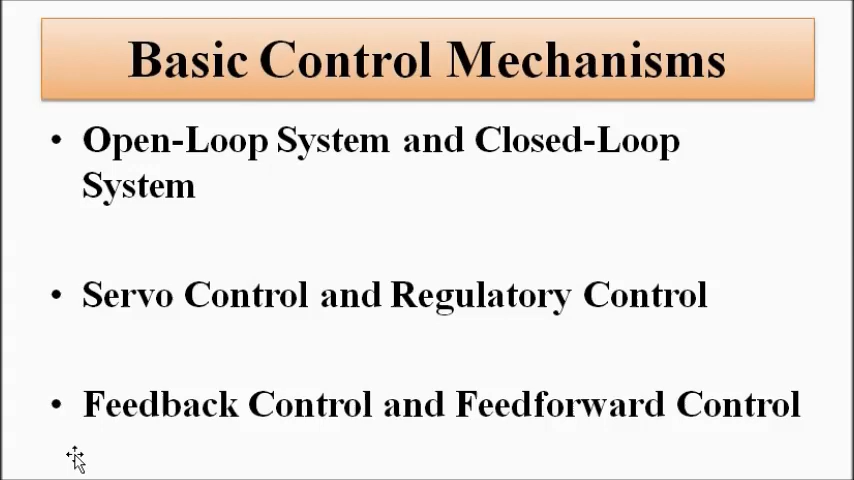 Basic Control Mechanisms
• Open-Loop System and Closed-Loop
System
• Servo Control and Regulatory Control
• Feedback Control and Feedforward Control